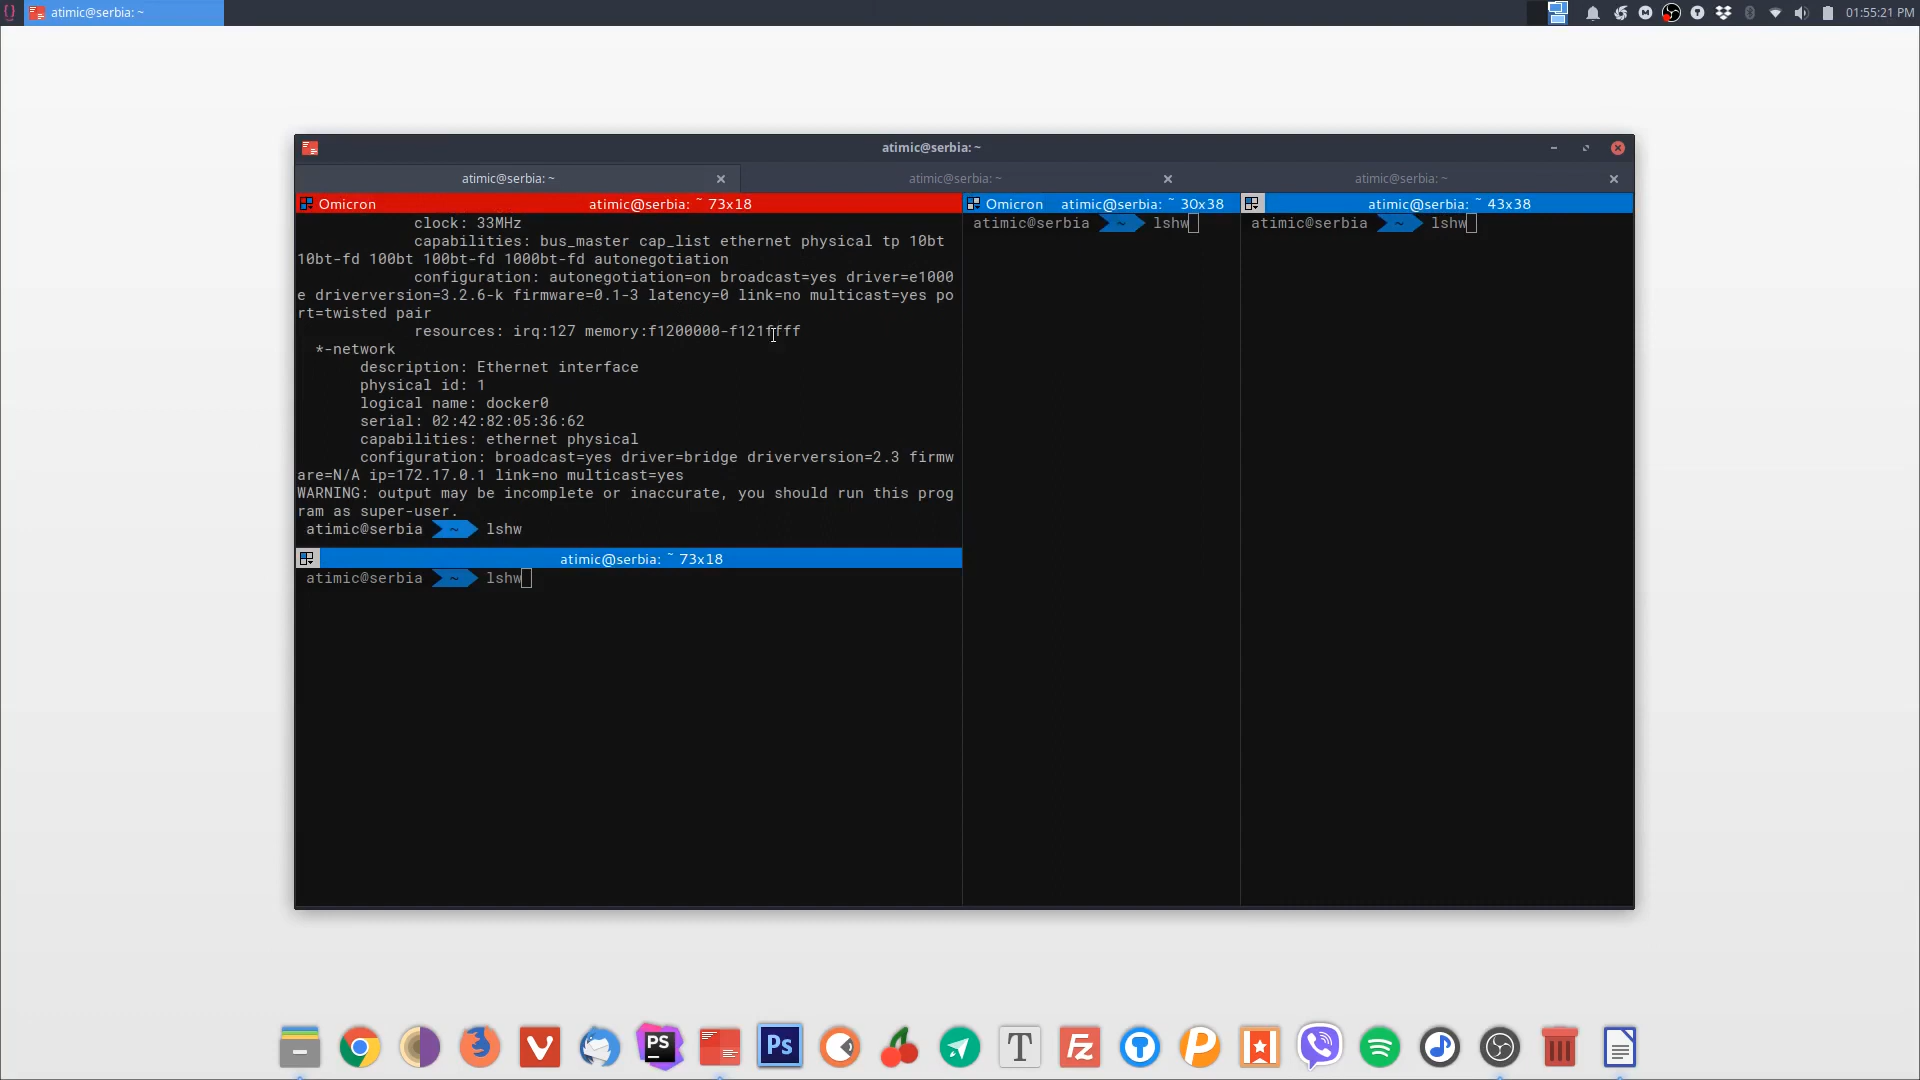 atimic@serbia: ~
01:55:21 PM
atimic@serbia: ~
atimic@serbia: ~
atimic@serbia: ~
atimic@serbia: ~
Omicron atimic@serbia: ~ 73x18
clock: 33MHz
capabilities: bus_master cap_list ethernet physical tp 10bt
10bt-fd 100bt 100bt-fd 1000bt-fd autonegotiation
configuration: autonegotiation=on broadcast=yes driver=e1000
e driverversion=3.2.6-k firmware=0.1-3 latency=0 link=no multicast=yes po
rt=twisted pair
resources: irq:127 memory:f1200000-f121ffff
*-network
description: Ethernet interface
physical id: 1
logical name: docker0
serial: 02:42:82:05:36:62
capabilities: ethernet physical
configuration: broadcast=yes driver=bridge driverversion=2.3 firmw
are=N/A ip=172.17.0.1 link=no multicast=yes
WARNING: output may be incomplete or inaccurate, you should run this prog
ram as super-user.
atimic@serbia ~ lshw
atimic@serbia: ~ 73x18
atimic@serbia ~ lshw
Omicron atimic@serbia: ~ 30x38
atimic@serbia ~ lshw
atimic@serbia: ~ 43x38
atimic@serbia ~ lshw
PS
Ps
T
Fz
P